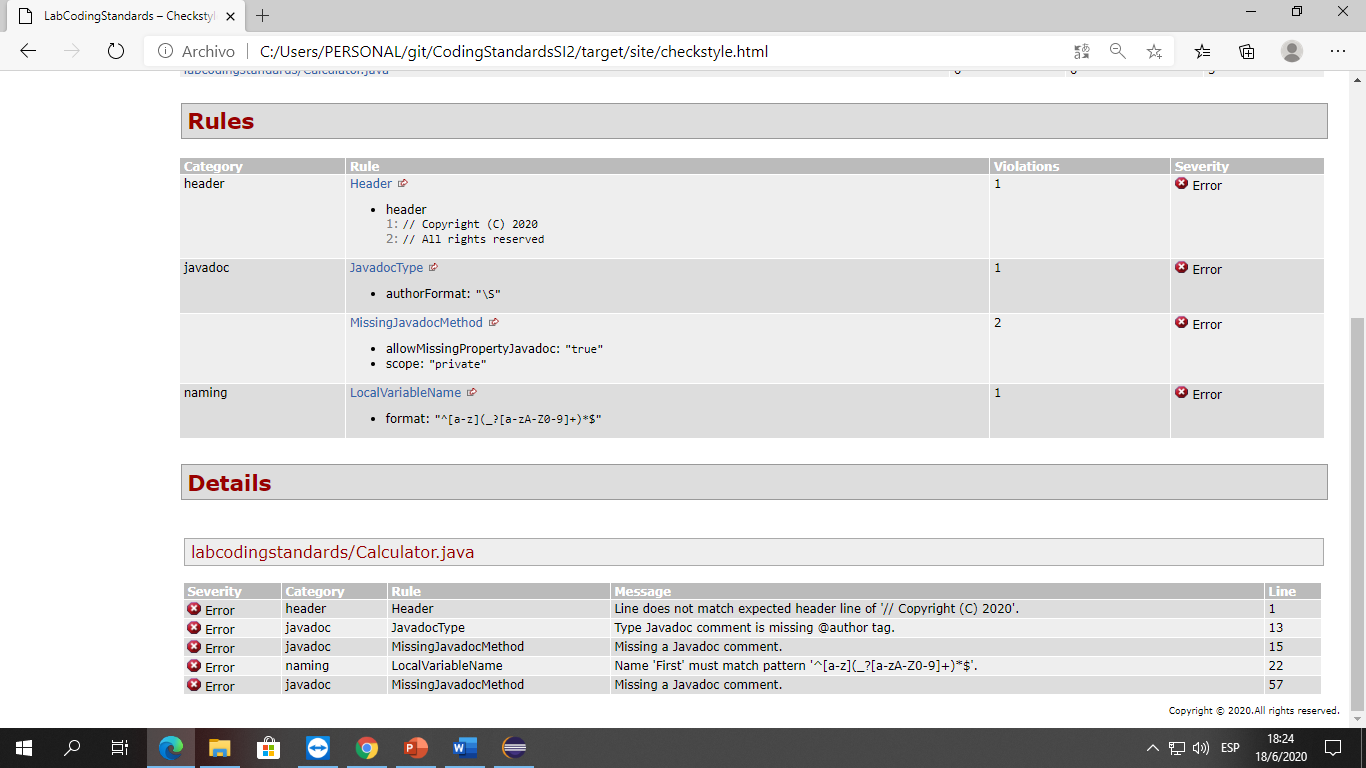 LabCodingStandards – Checksty
Archivo C:/Users/PERSONAL/git/CodingStandardsSI2/target/site/checkstyle.html
labcodingstandards/Calculator.java 0 0 5
Rules
Category Rule Violations Severity
header Header 1 Error
header
1: // Copyright (C) 2020
2: // All rights reserved
javadoc JavadocType 1 Error
authorFormat: "\S"
MissingJavadocMethod 2 Error
allowMissingPropertyJavadoc: "true"
scope: "private"
naming LocalVariableName 1 Error
format: "^[a-z](_?[a-zA-Z0-9]+)*$"
Details
labcodingstandards/Calculator.java
Severity Category Rule Message Line
Error header Header Line does not match expected header line of '// Copyright (C) 2020'. 1
Error javadoc JavadocType Type Javadoc comment is missing @author tag. 13
Error javadoc MissingJavadocMethod Missing a Javadoc comment. 15
Error naming LocalVariableName Name 'First' must match pattern '^[a-z](_?[a-zA-Z0-9]+)*$'. 22
Error javadoc MissingJavadocMethod Missing a Javadoc comment. 57
Copyright © 2020.All rights reserved.
ESP 18:24
18/6/2020